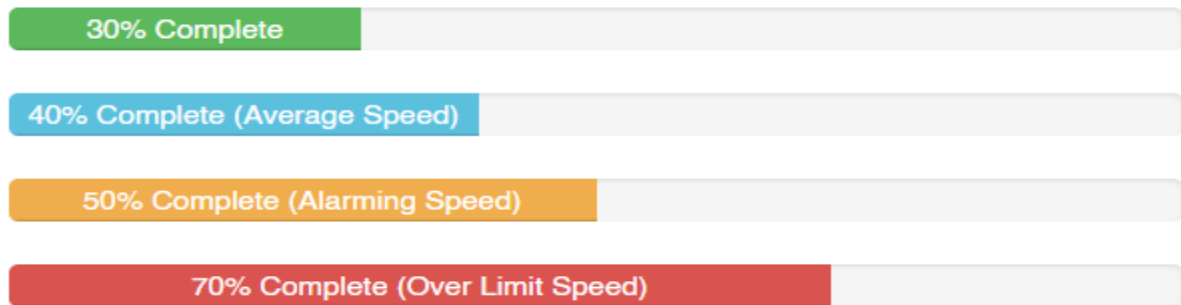 30% Complete
40% Complete (Average Speed)
50% Complete (Alarming Speed)
70% Complete (Over Limit Speed)